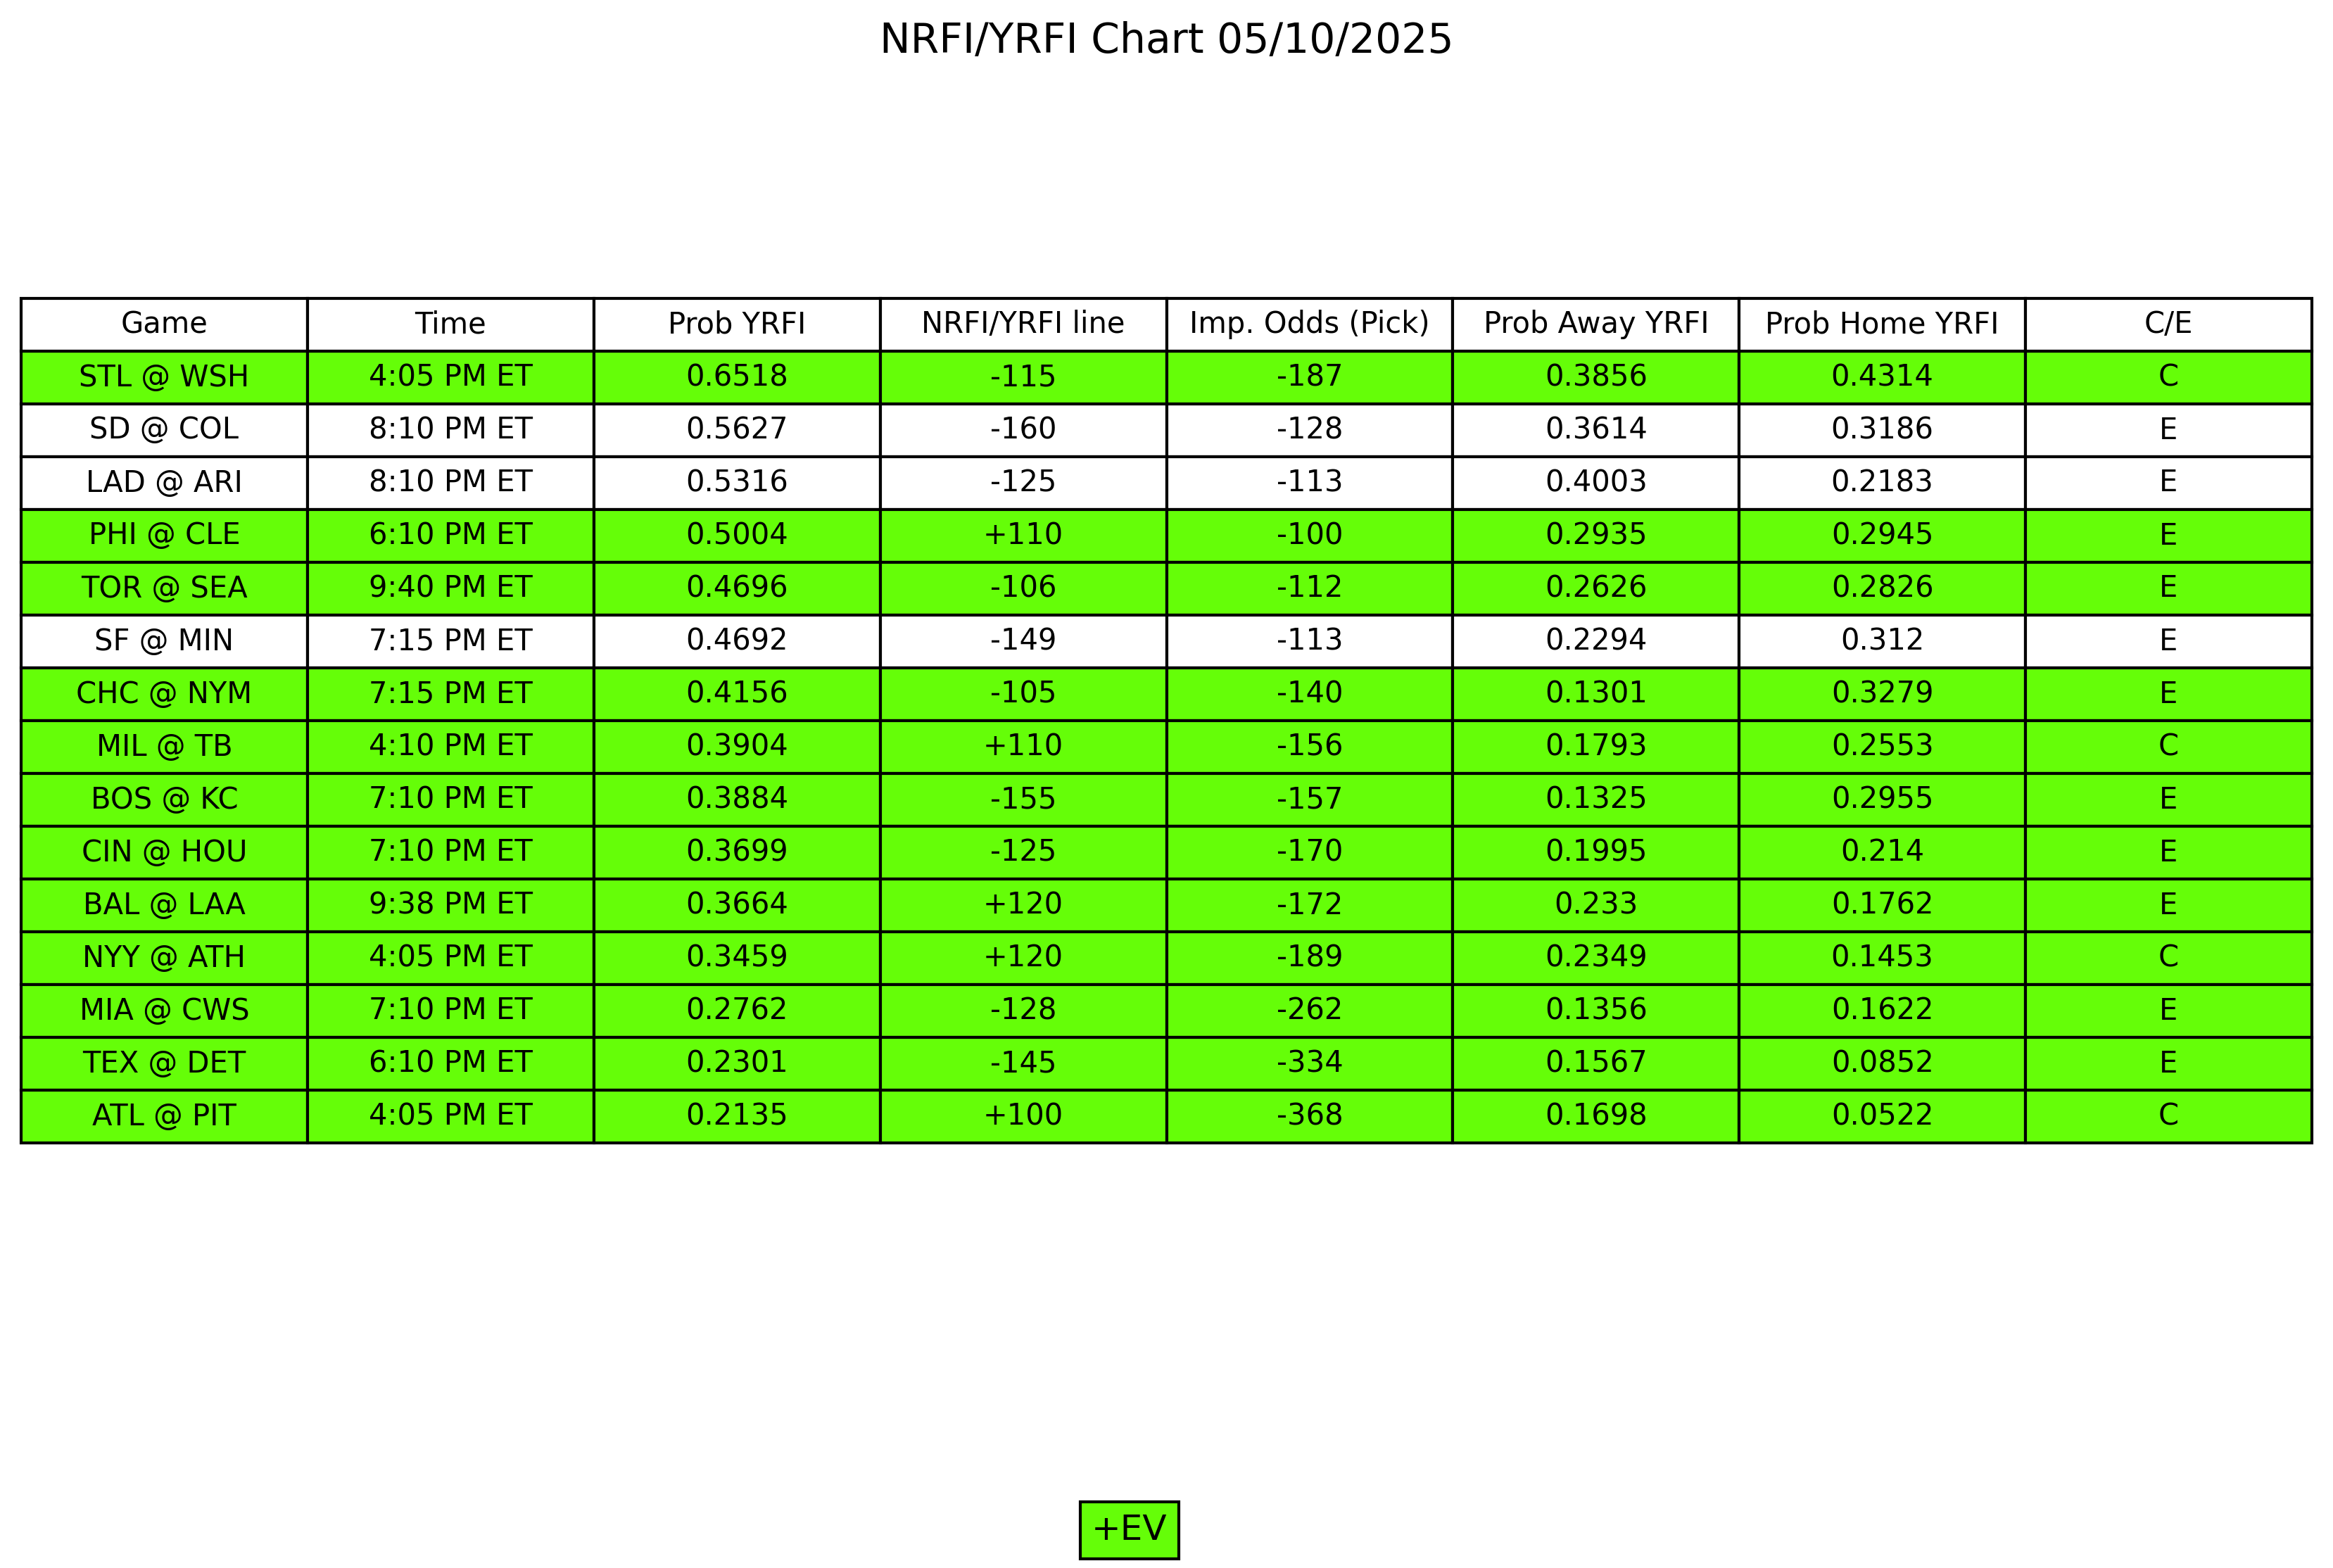 NRFI/YRFI Chart 05/10/2025
Game Time Prob YRFI NRFI/YRFI line Imp. Odds (Pick) Prob Away YRFI Prob Home YRFI C/E
STL @ WSH 4:05 PM ET 0.6518 -115 -187 0.3856 0.4314 C
SD @ COL 8:10 PM ET 0.5627 -160 -128 0.3614 0.3186 E
LAD @ ARI 8:10 PM ET 0.5316 -125 -113 0.4003 0.2183 E
PHI @ CLE 6:10 PM ET 0.5004 +110 -100 0.2935 0.2945 E
TOR @ SEA 9:40 PM ET 0.4696 -106 -112 0.2626 0.2826 E
SF @ MIN 7:15 PM ET 0.4692 -149 -113 0.2294 0.312 E
CHC @ NYM 7:15 PM ET 0.4156 -105 -140 0.1301 0.3279 E
MIL @ TB 4:10 PM ET 0.3904 +110 -156 0.1793 0.2553 C
BOS @ KC 7:10 PM ET 0.3884 -155 -157 0.1325 0.2955 E
CIN @ HOU 7:10 PM ET 0.3699 -125 -170 0.1995 0.214 E
BAL @ LAA 9:38 PM ET 0.3664 +120 -172 0.233 0.1762 E
NYY @ ATH 4:05 PM ET 0.3459 +120 -189 0.2349 0.1453 C
MIA @ CWS 7:10 PM ET 0.2762 -128 -262 0.1356 0.1622 E
TEX @ DET 6:10 PM ET 0.2301 -145 -334 0.1567 0.0852 E
ATL @ PIT 4:05 PM ET 0.2135 +100 -368 0.1698 0.0522 C
+EV